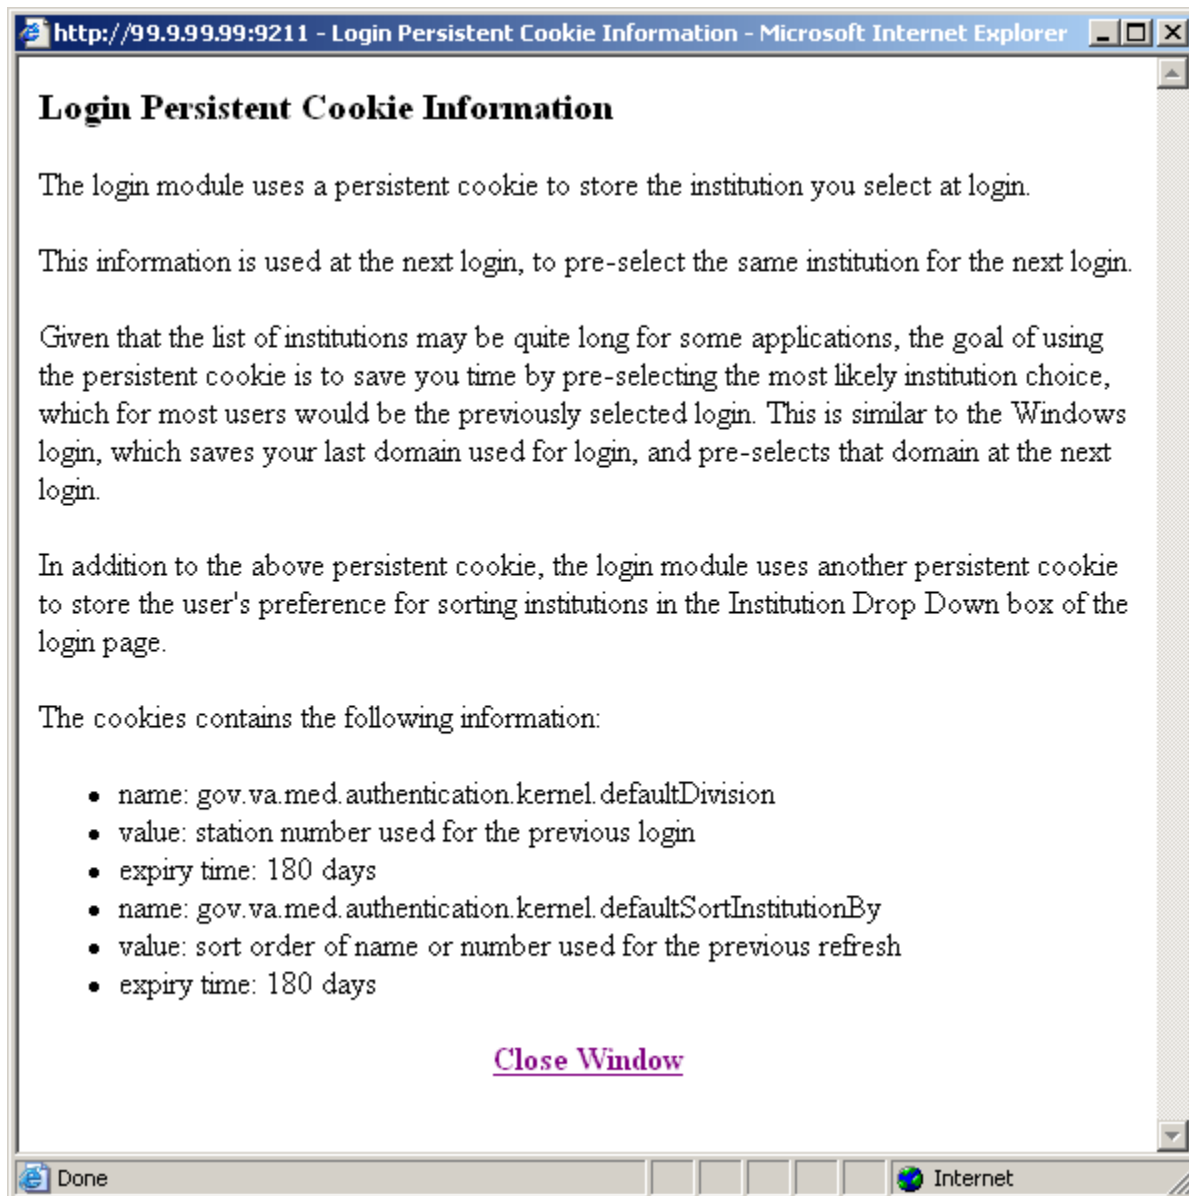 http://99.9.99.99:9211 - Login Persistent Cookie Information - Microsoft Internet Explorer
Login Persistent Cookie Information
The login module uses a persistent cookie to store the institution you select at login.
This information is used at the next login, to pre-select the same institution for the next login.
Given that the list of institutions may be quite long for some applications, the goal of using
the persistent cookie is to save you time by pre-selecting the most likely institution choice,
which for most users would be the previously selected login. This is similar to the Windows
login, which saves your last domain used for login, and pre-selects that domain at the next
login.
In addition to the above persistent cookie, the login module uses another persistent cookie
to store the user's preference for sorting institutions in the Institution Drop Down box of the
login page.
The cookies contains the following information:
• name: gov.va.med.authentication.kernel.defaultDivision
• value: station number used for the previous login
• expiry time: 180 days
• name: gov.va.med.authentication.kernel.defaultSortInstitutionBy
• value: sort order of name or number used for the previous refresh
• expiry time: 180 days
Close Window
Done
Internet